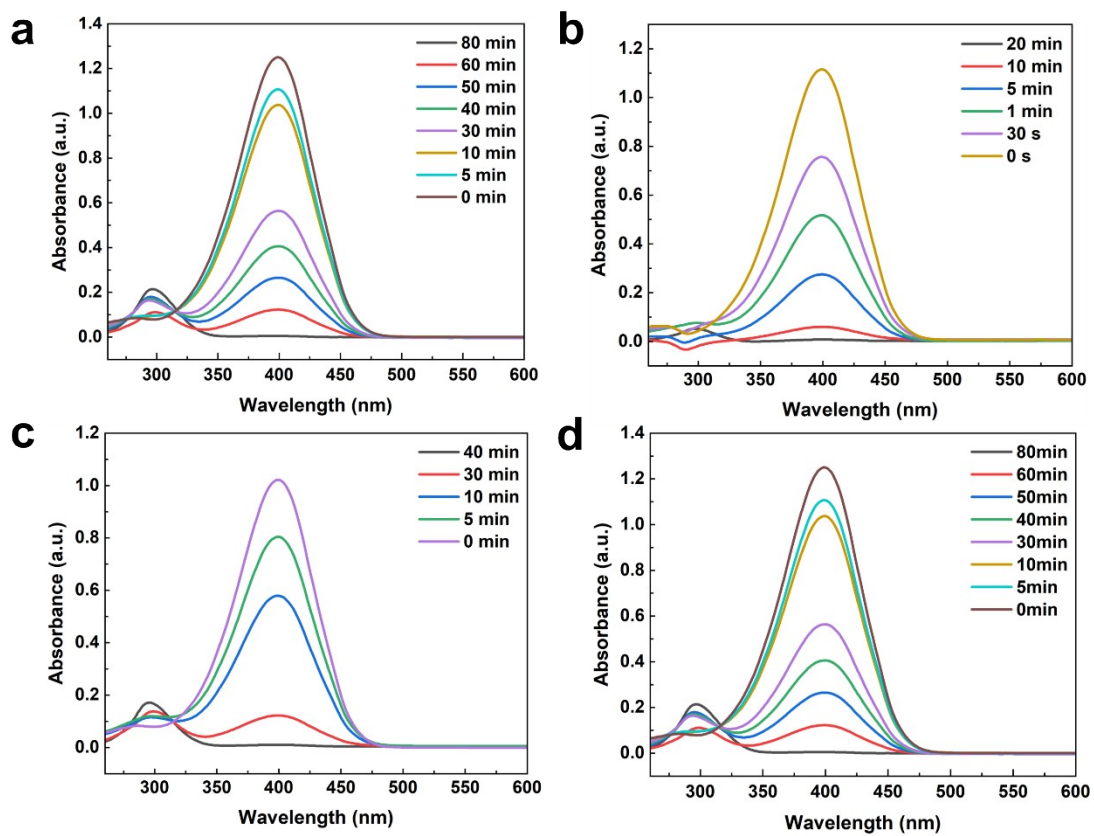 a
1.4
1.2
1.0
0.8
0.6
0.4
0.2
0.0
Absorbance (a.u.)
80 min
60 min
50 min
40 min
30 min
10 min
5 min
0 min
300 350 400 450 500 550 600
Wavelength (nm)
b
1.2
1.0
0.8
0.6
0.4
0.2
0.0
Absorbance (a.u.)
20 min
10 min
5 min
1 min
30 s
0 s
300 350 400 450 500 550 600
Wavelength (nm)
c
1.2
1.0
0.8
0.6
0.4
0.2
0.0
Absorbance (a.u.)
40 min
30 min
10 min
5 min
0 min
300 350 400 450 500 550 600
Wavelength (nm)
d
1.4
1.2
1.0
0.8
0.6
0.4
0.2
0.0
Absorbance (a.u.)
80min
60min
50min
40min
30min
10min
5min
0min
300 350 400 450 500 550 600
Wavelength (nm)